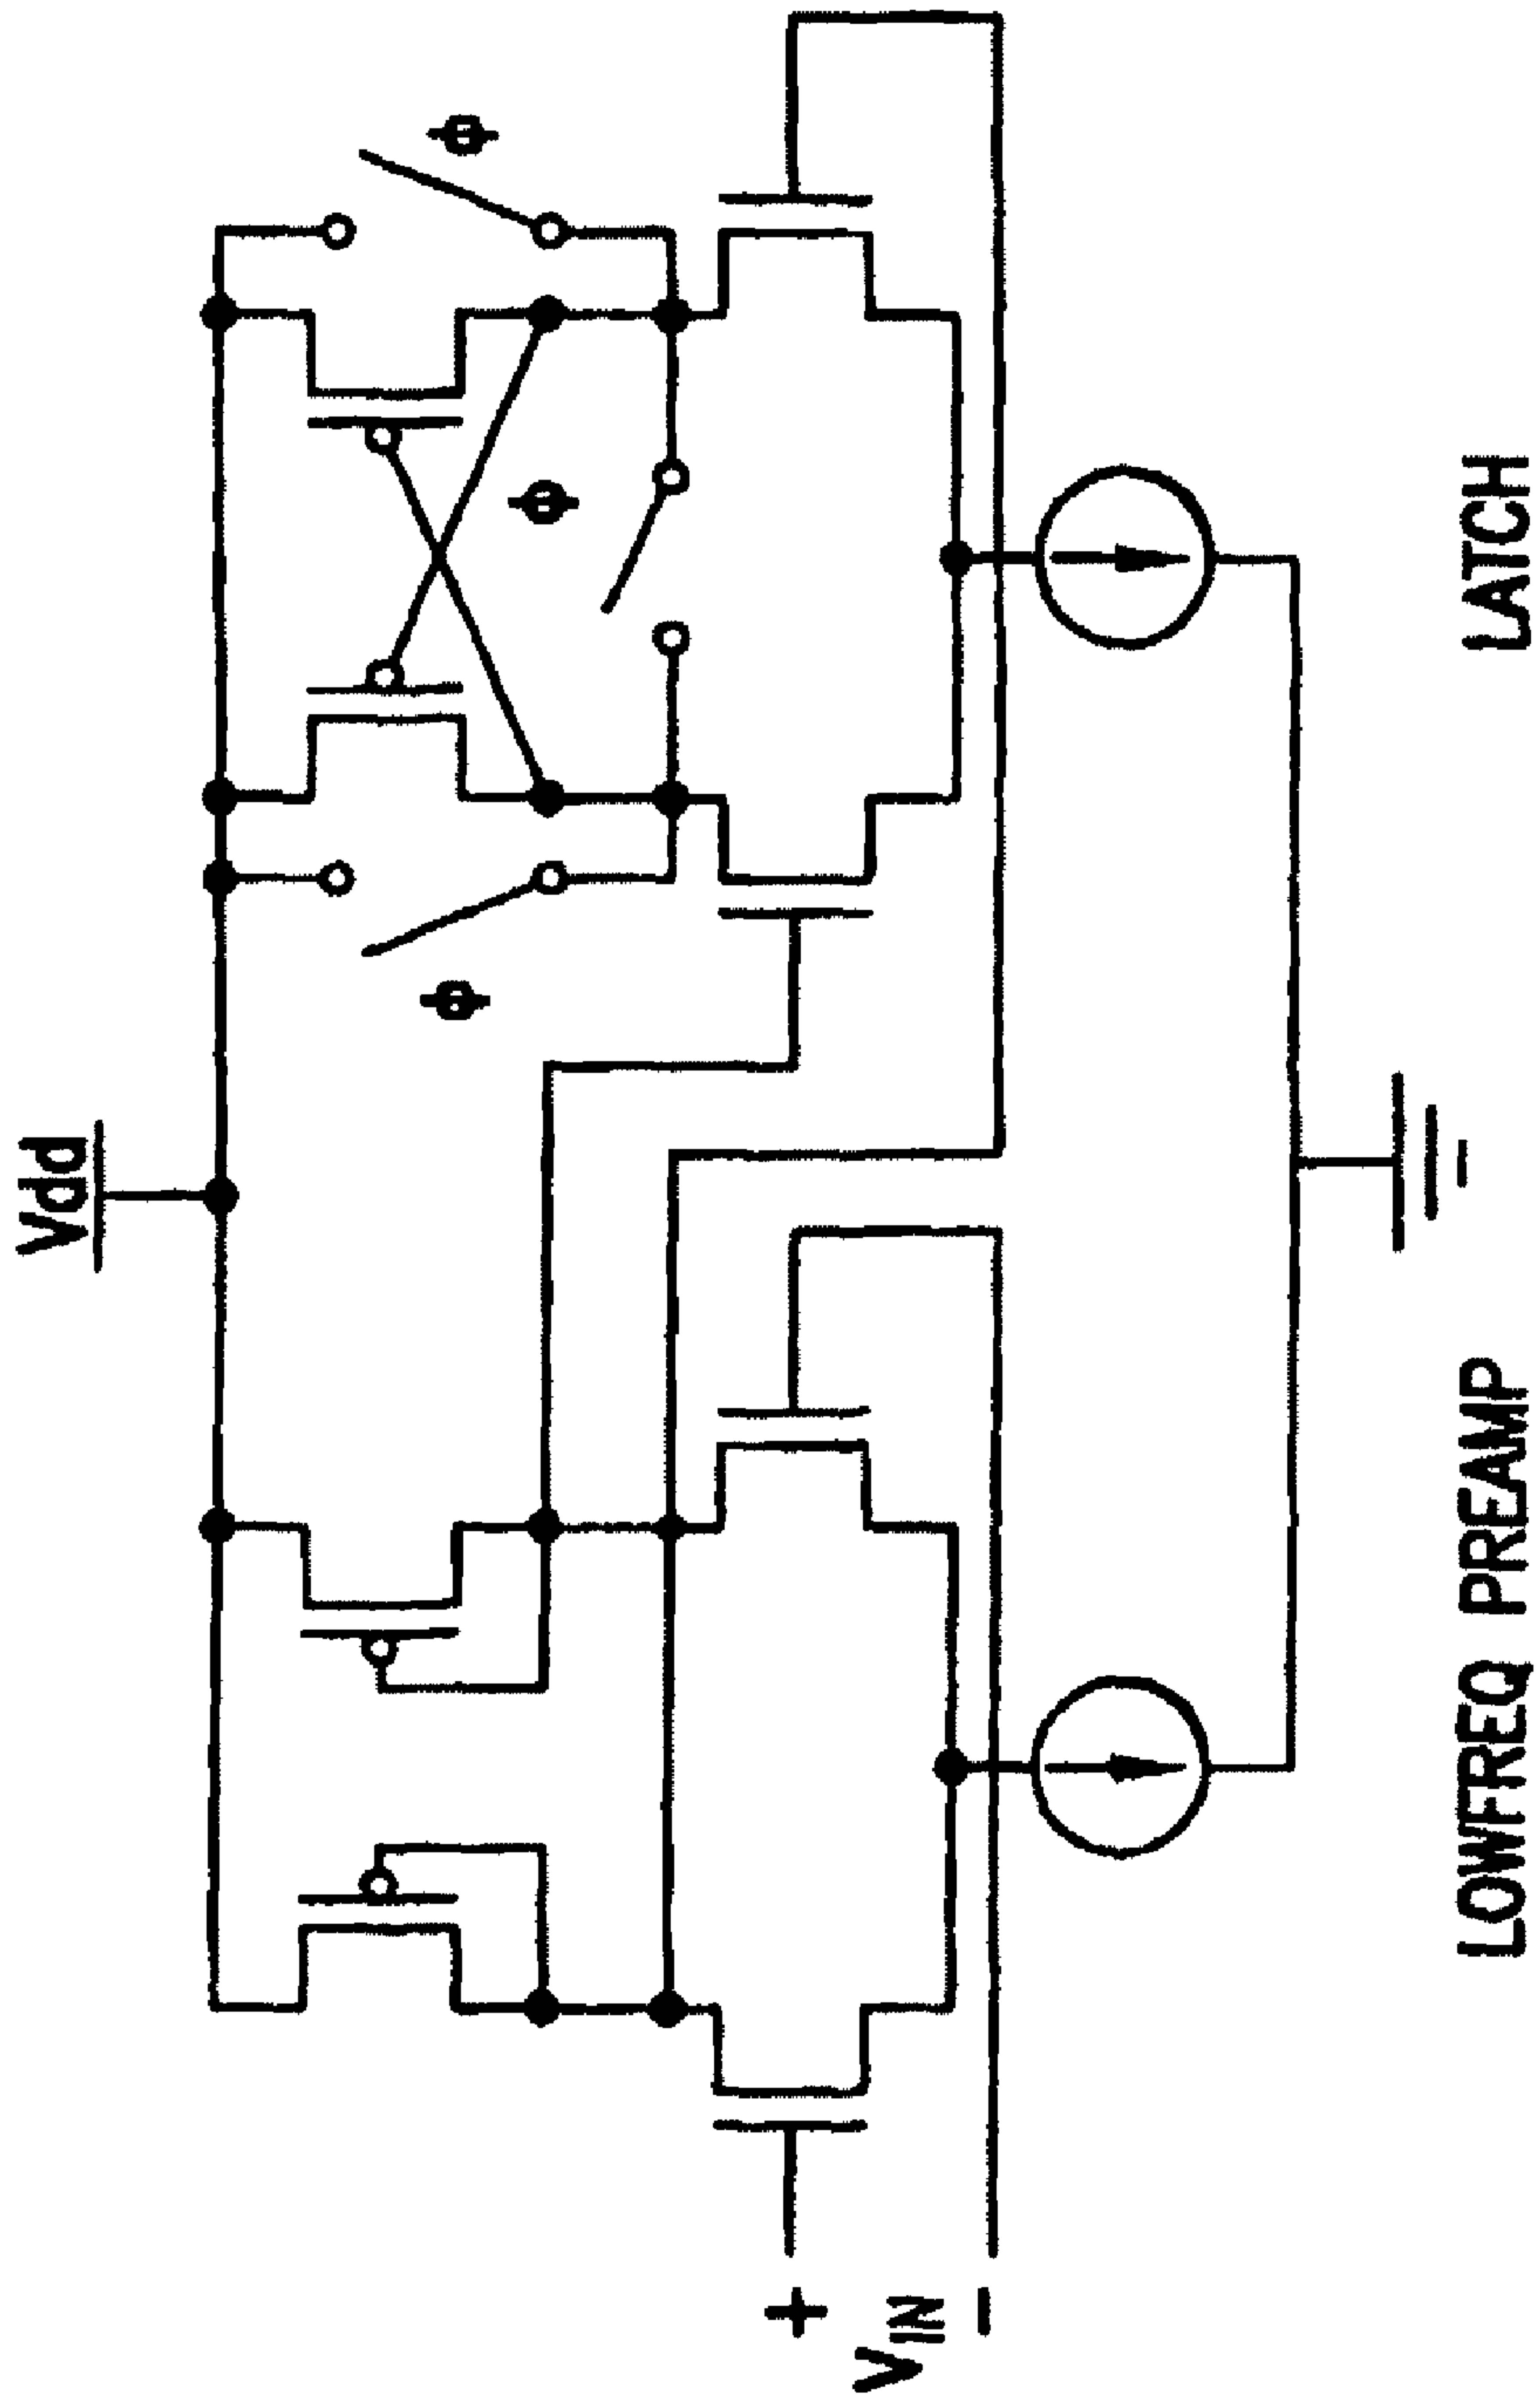 Vdd
ϕ
ϕ
ϕ
+
VIN
−
LOWFREQ PREAMP
LATCH